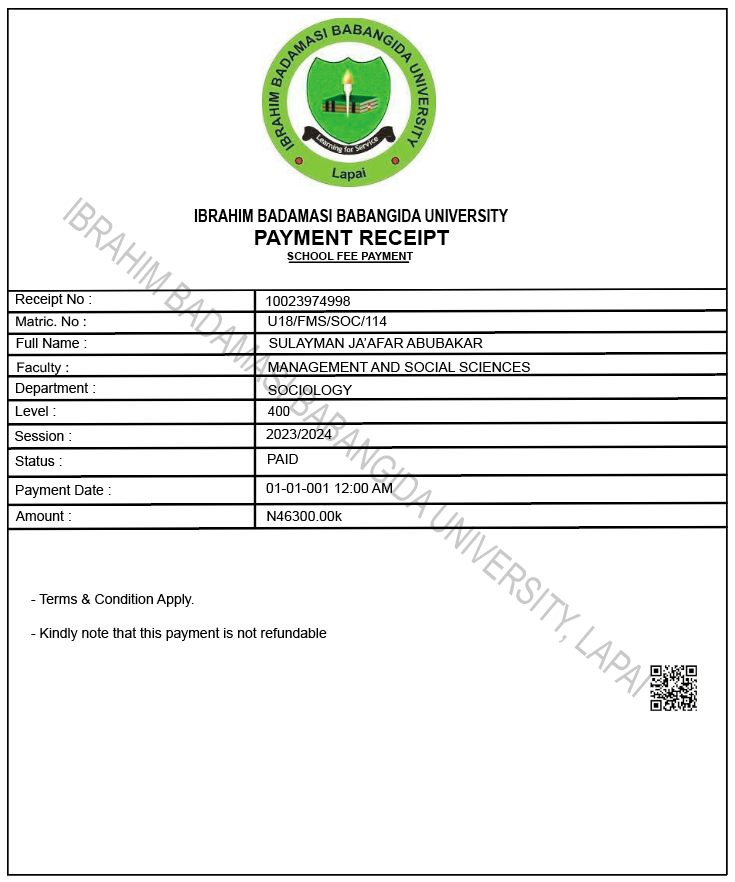 IBRAHIM BADAMASI BABANGIDA UNIVERSITY
Learning for Service
Lapai
IBRAHIM BADAMASI BABANGIDA UNIVERSITY
PAYMENT RECEIPT
SCHOOL FEE PAYMENT
IBRAHIM BADAMASI BABANGIDA UNIVERSITY, LAPAI
Receipt No : 10023974998
Matric. No : U18/FMS/SOC/114
Full Name : SULAYMAN JA'AFAR ABUBAKAR
Faculty : MANAGEMENT AND SOCIAL SCIENCES
Department : SOCIOLOGY
Level : 400
Session : 2023/2024
Status : PAID
Payment Date : 01-01-001 12:00 AM
Amount : N46300.00k
- Terms & Condition Apply.
- Kindly note that this payment is not refundable